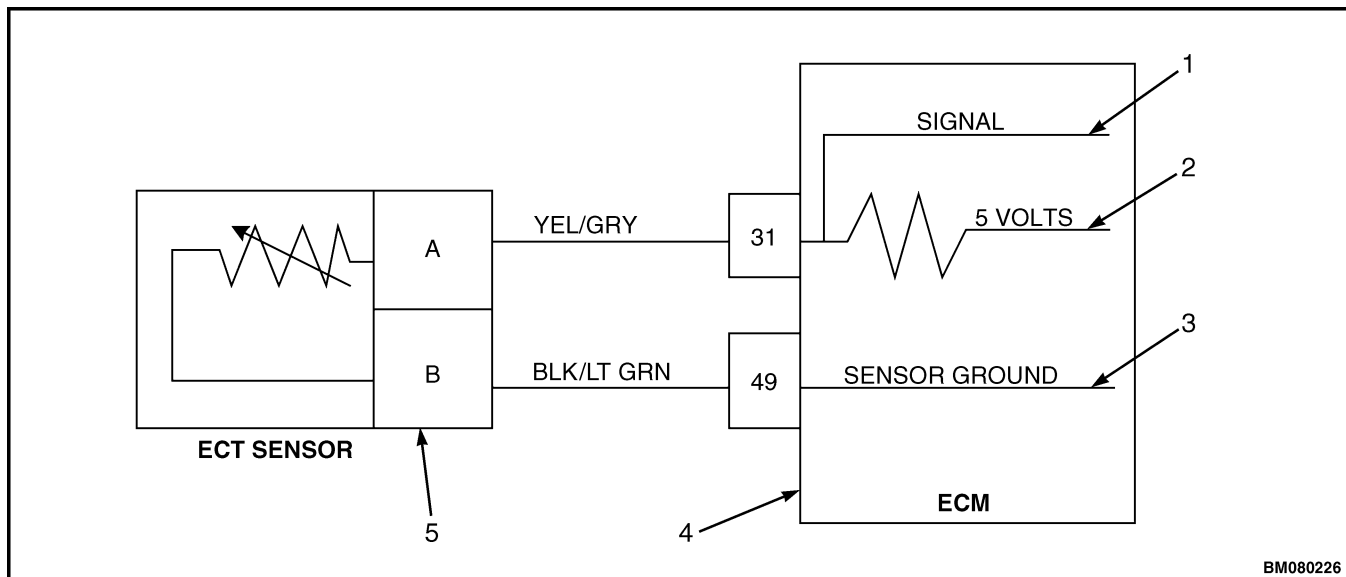 1
SIGNAL
2
5 VOLTS
A
YEL/GRY
31
3
B
BLK/LT GRN
49
SENSOR GROUND
ECT SENSOR
5
4
ECM
BM080226